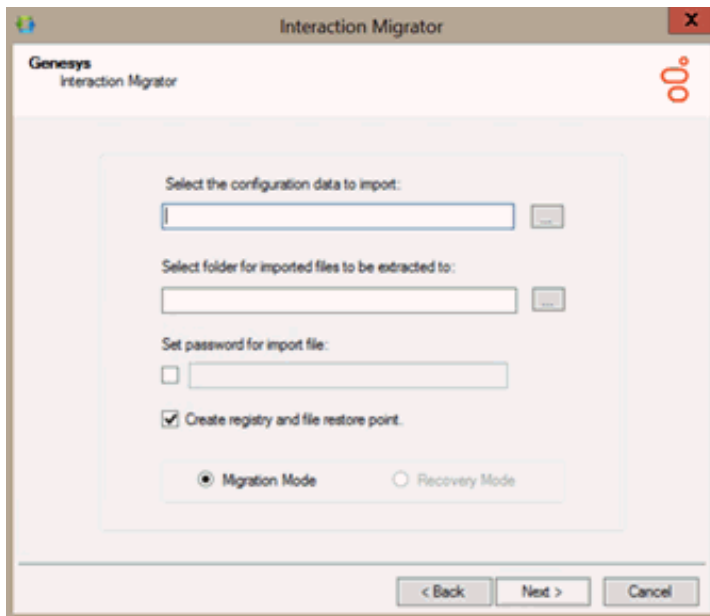 Interaction Migrator
X
Genesys
Interaction Migrator
Select the configuration data to import:
...
Select folder for imported files to be extracted to:
...
Set password for import file:
Create registry and file restore point.
Migration Mode
Recovery Mode
< Back
Next >
Cancel